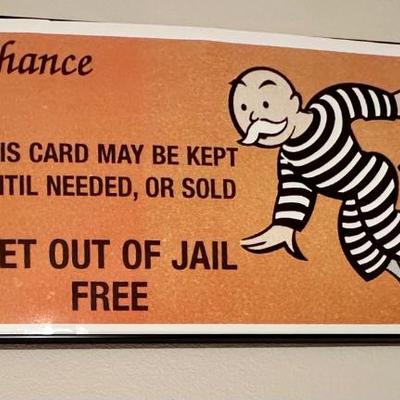 hance
IS CARD MAY BE KEPT
NTIL NEEDED, OR SOLD
ET OUT OF JAIL
FREE